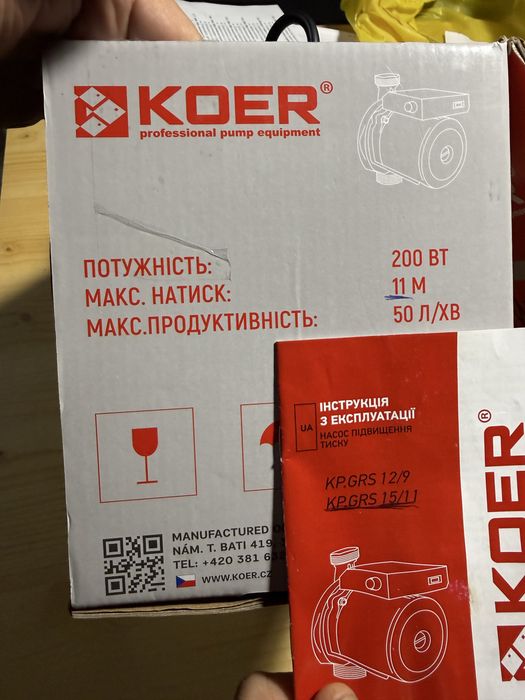 KOER®
professional pump equipment
ПОТУЖНІСТЬ: 200 ВТ
МАКС. НАТИСК: 11 М
МАКС.ПРОДУКТИВНІСТЬ: 50 Л/ХВ
MANUFACTURED
NÁM. T. BATI 419
TEL: +420 381 6
WWW.KOER.CZ
UA
ІНСТРУКЦІЯ
З ЕКСПЛУАТАЦІЇ
НАСОС ПІДВИЩЕННЯ
ТИСКУ
KP.GRS 12/9
KP.GRS 15/11
KOER®